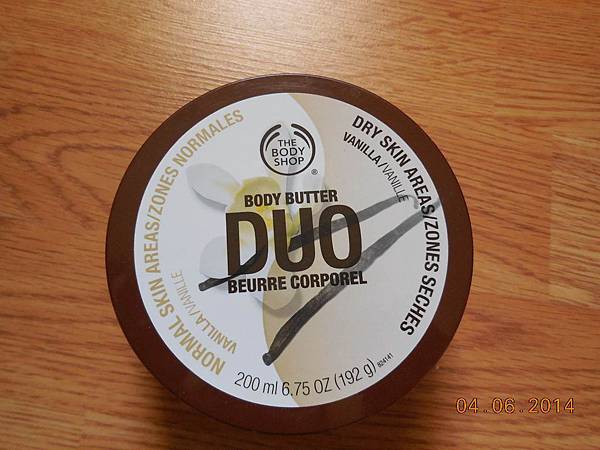 THE
BODY
SHOP
®
BODY BUTTER
DUO
BEURRE CORPOREL
NORMAL SKIN AREAS/ZONES NORMALES
VANILLA/VANILLE
DRY SKIN AREAS/ZONES SECHES
VANILLA/VANILLE
200 ml 6.75 OZ (192 g) 824141
04.06.2014